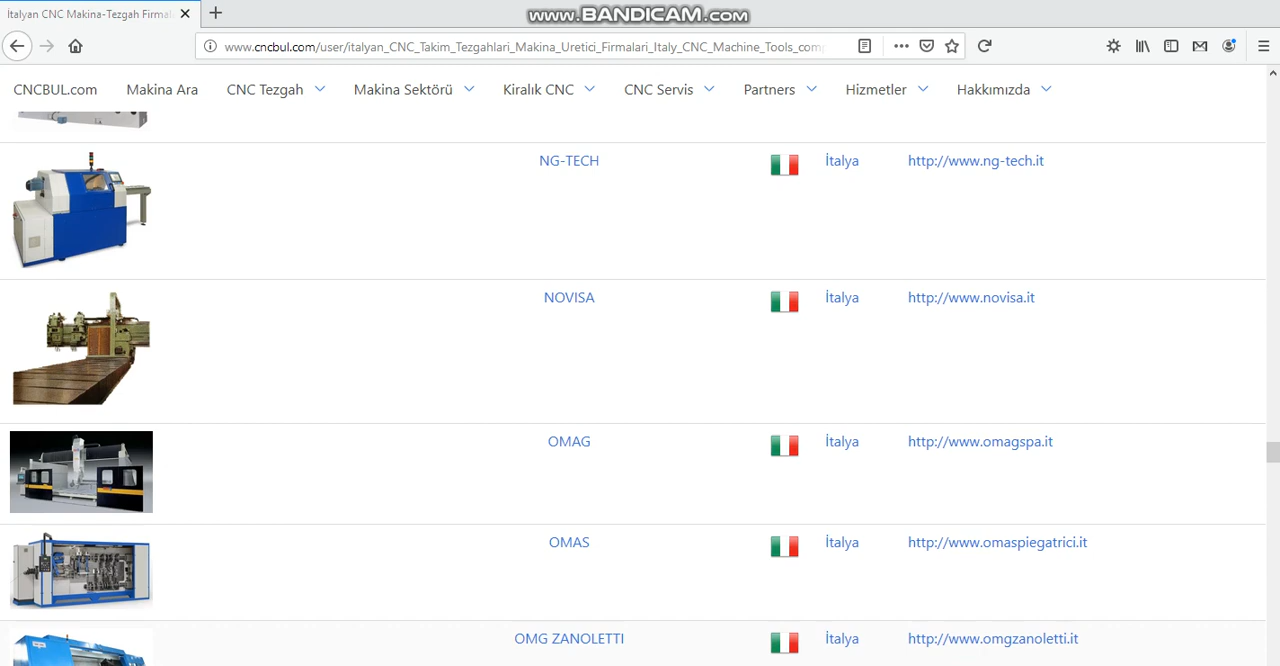 www.BANDICAM.com
İtalyan CNC Makina-Tezgah Firmal
www.cncbul.com/user/italyan_CNC_Takim_Tezgahlari_Makina_Uretici_Firmalari_Italy_CNC_Machine_Tools_comp
CNCBUL.com Makina Ara CNC Tezgah Makina Sektörü Kiralık CNC CNC Servis Partners Hizmetler Hakkımızda
NG-TECH İtalya http://www.ng-tech.it
NOVISA İtalya http://www.novisa.it
OMAG İtalya http://www.omagspa.it
OMAS İtalya http://www.omaspiegatrici.it
OMG ZANOLETTI İtalya http://www.omgzanoletti.it